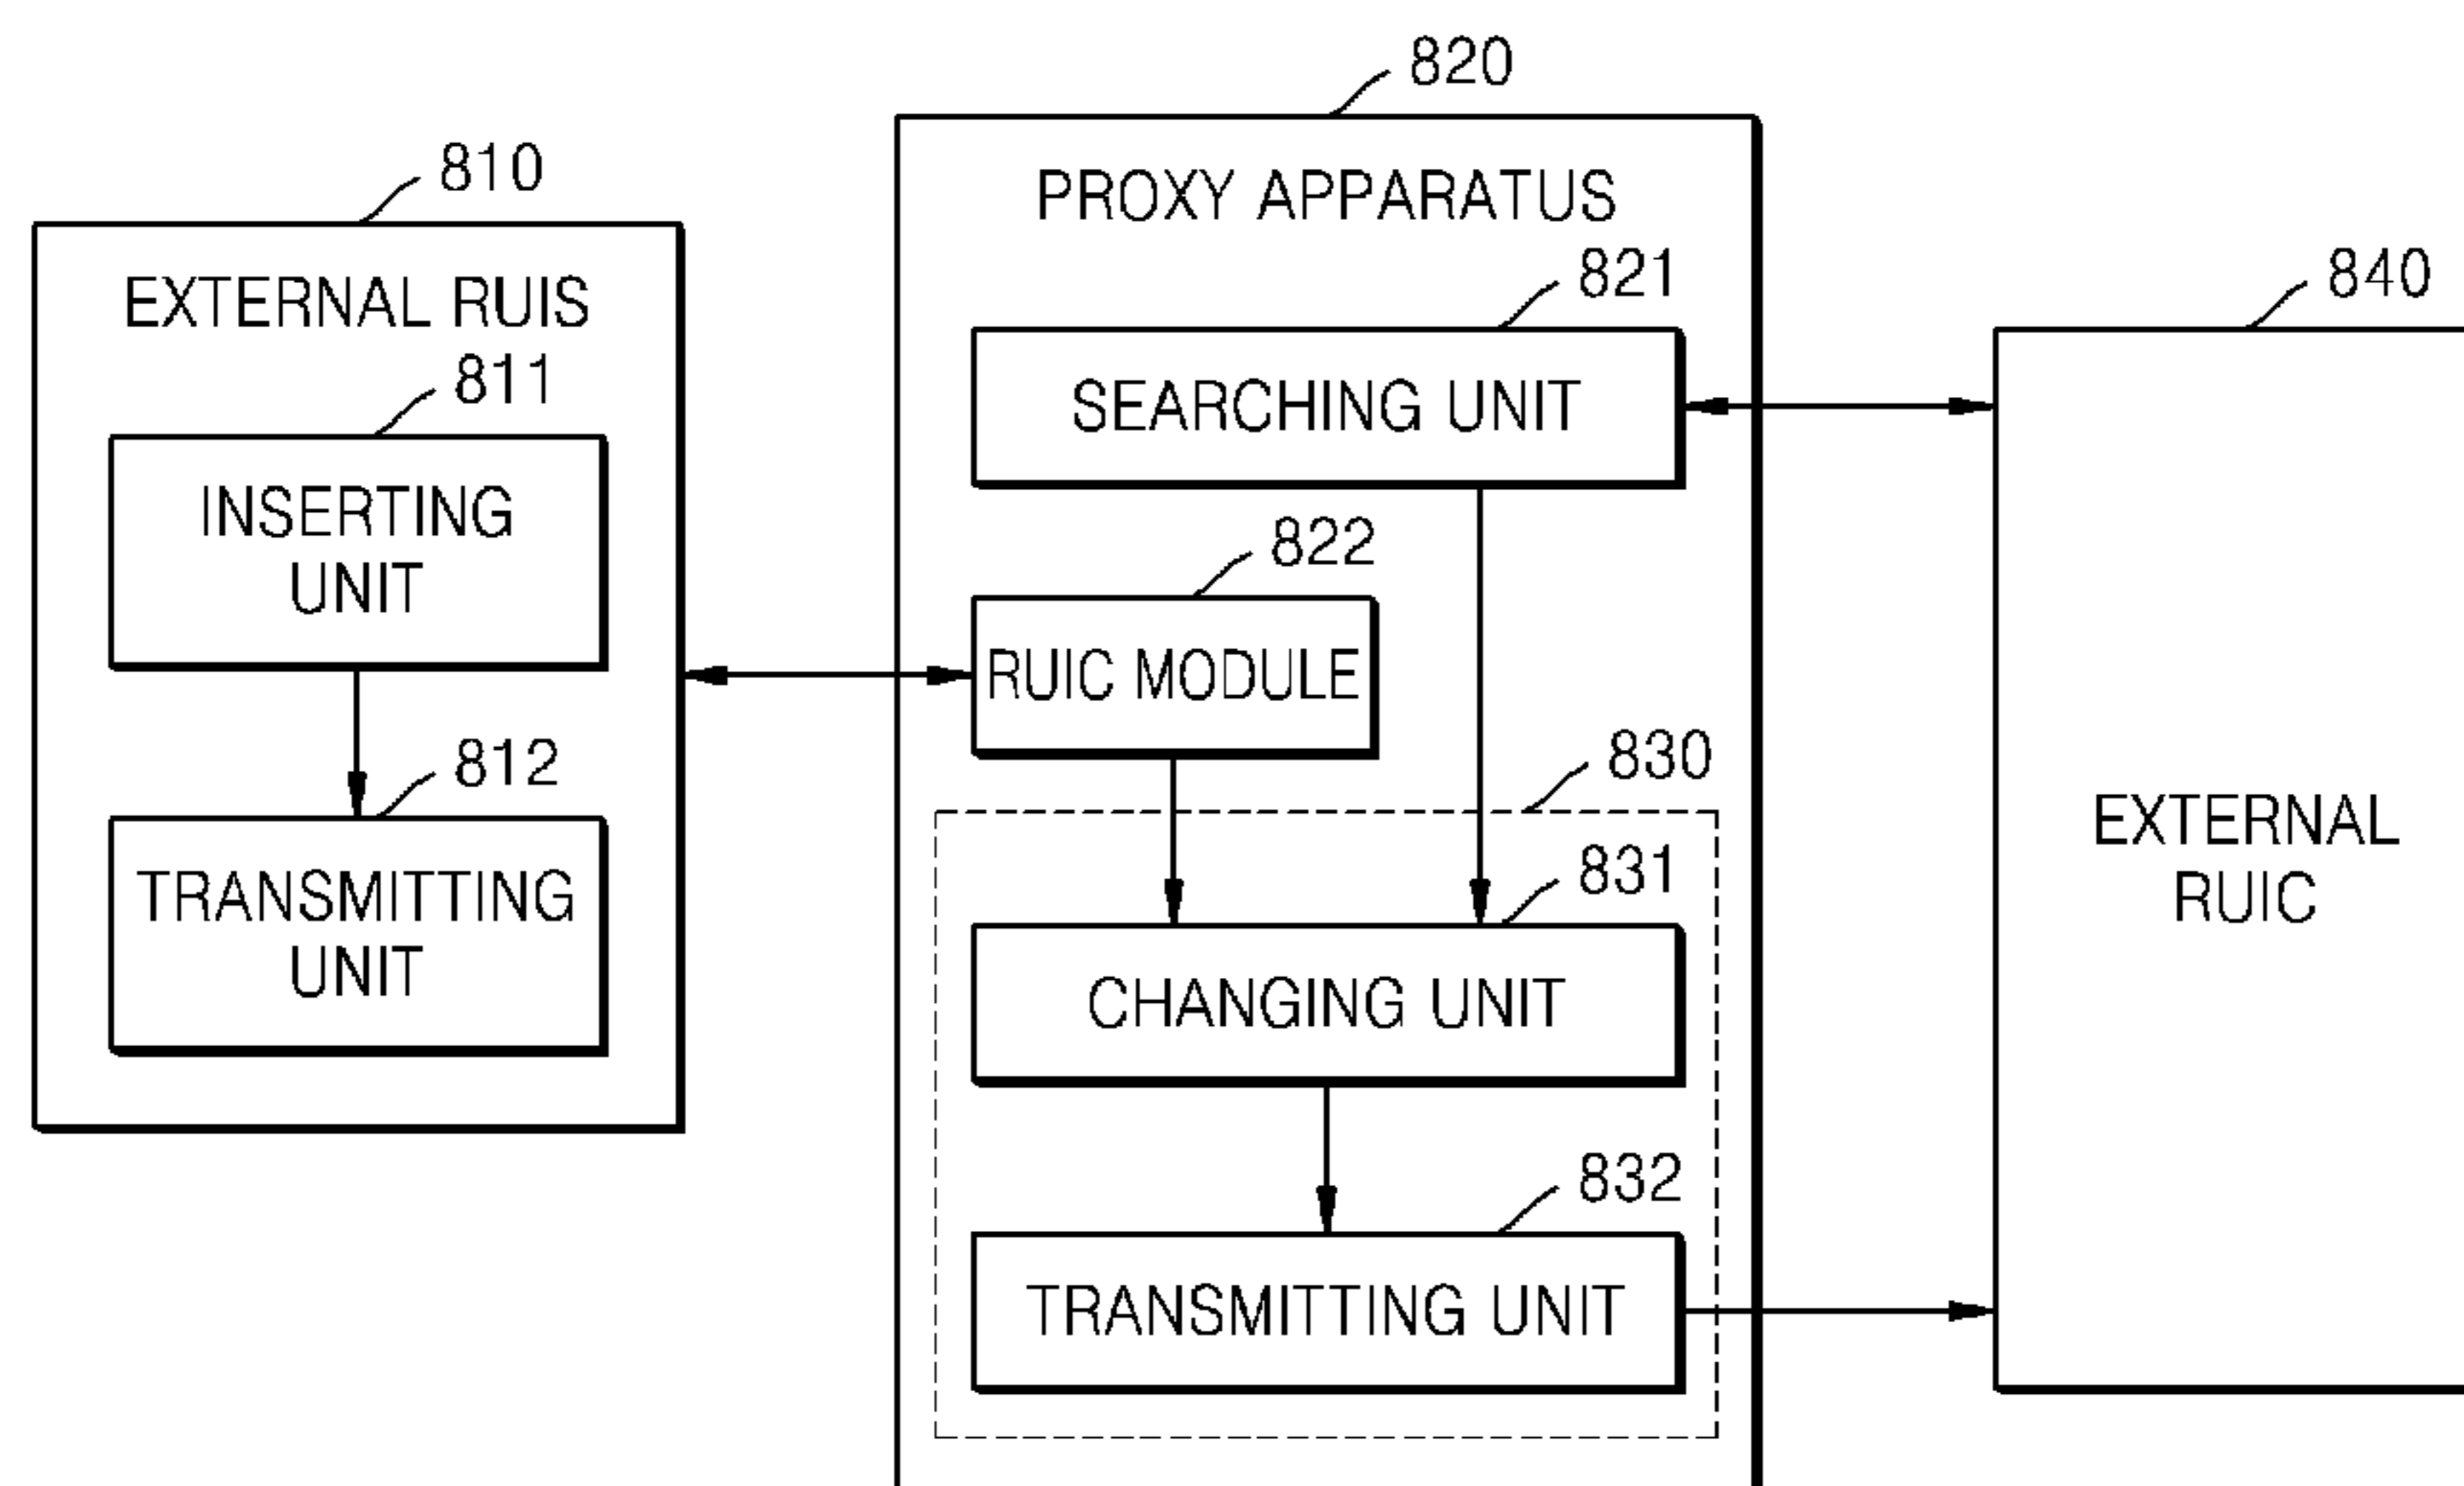 810
EXTERNAL RUIS
811
INSERTING
UNIT
812
TRANSMITTING
UNIT
820
PROXY APPARATUS
821
SEARCHING UNIT
822
RUIC MODULE
830
831
CHANGING UNIT
832
TRANSMITTING UNIT
840
EXTERNAL
RUIC